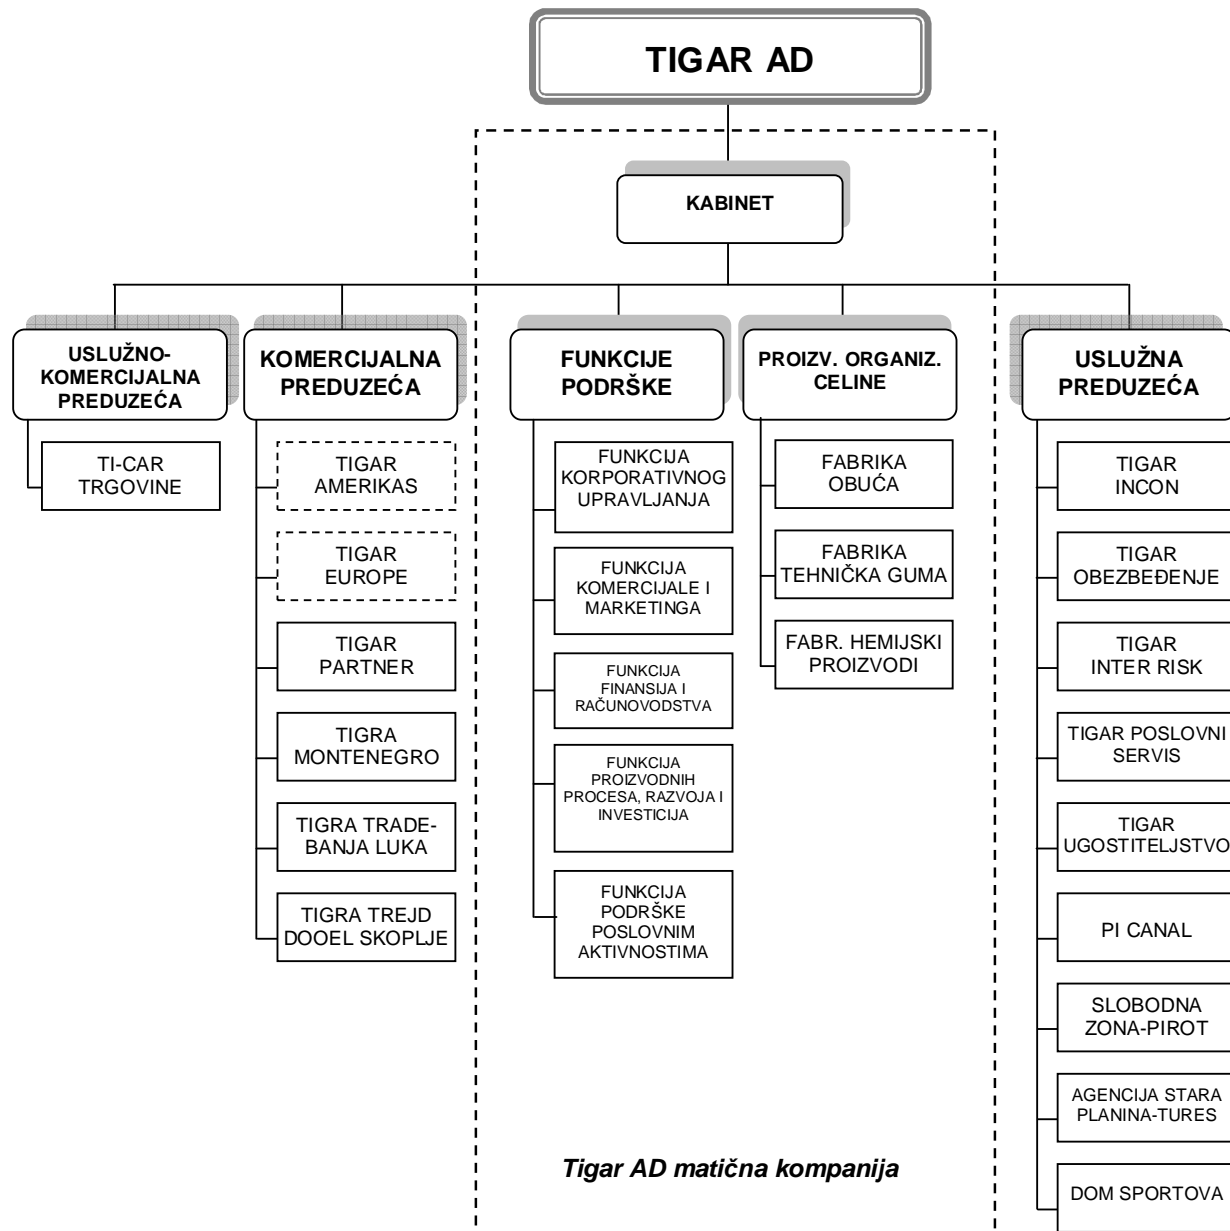 TIGAR AD
KABINET
USLUŽNO-
KOMERCIJALNA
PREDUZEĆA
TI-CAR
TRGOVINE
KOMERCIJALNA
PREDUZEĆA
TIGAR
AMERIKAS
TIGAR
EUROPE
TIGAR
PARTNER
TIGRA
MONTENEGRO
TIGRA TRADE-
BANJA LUKA
TIGRA TREJD
DOOEL SKOPLJE
FUNKCIJE
PODRŠKE
FUNKCIJA
KORPORATIVNOG
UPRAVLJANJA
FUNKCIJA
KOMERCIJALE I
MARKETINGA
FUNKCIJA
FINANSIJA I
RAČUNOVODSTVA
FUNKCIJA
PROIZVODNIH
PROCESA, RAZVOJA I
INVESTICIJA
FUNKCIJA
PODRŠKE
POSLOVNIM
AKTIVNOSTIMA
PROIZV. ORGANIZ.
CELINE
FABRIKA
OBUĆA
FABRIKA
TEHNIČKA GUMA
FABR. HEMIJSKI
PROIZVODI
USLUŽNA
PREDUZEĆA
TIGAR
INCON
TIGAR
OBEZBEĐENJE
TIGAR
INTER RISK
TIGAR POSLOVNI
SERVIS
TIGAR
UGOSTITELJSTVO
PI CANAL
SLOBODNA
ZONA-PIROT
AGENCIJA STARA
PLANINA-TURES
DOM SPORTOVA
Tigar AD matična kompanija